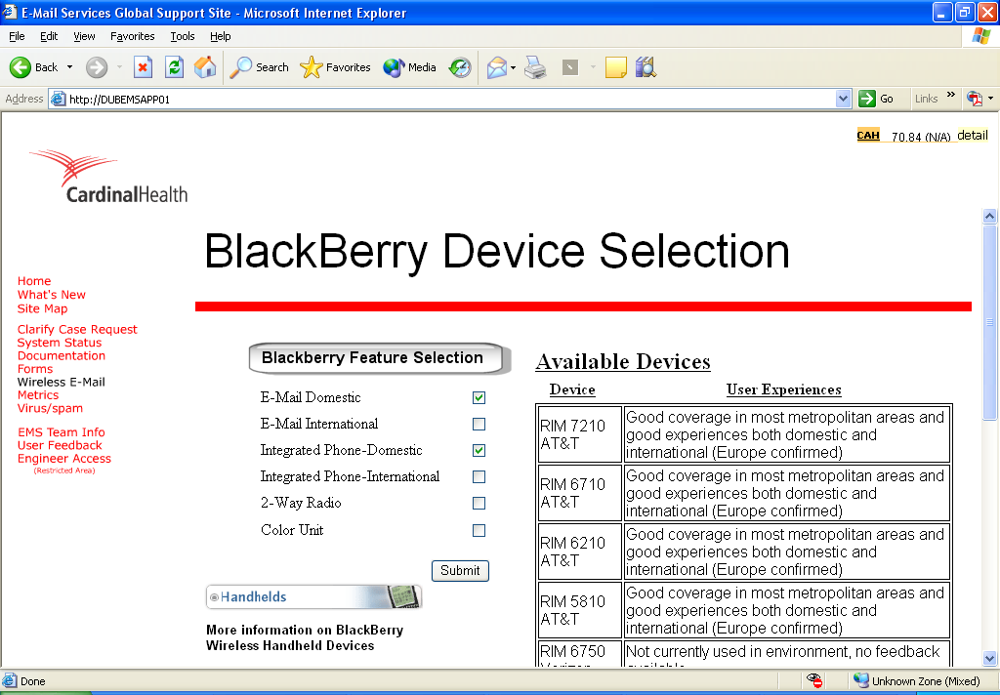 E-Mail Services Global Support Site - Microsoft Internet Explorer
File Edit View Favorites Tools Help
Back Search Favorites Media
Address http://DUBEMSAPP01 Go Links »
CAH 70.84 (N/A) detail
CardinalHealth
BlackBerry Device Selection
Home
What's New
Site Map
Clarify Case Request
System Status
Documentation
Forms
Wireless E-Mail
Metrics
Virus/spam
EMS Team Info
User Feedback
Engineer Access
(Restricted Area)
Blackberry Feature Selection
E-Mail Domestic
E-Mail International
Integrated Phone-Domestic
Integrated Phone-International
2-Way Radio
Color Unit
Submit
Handhelds
More information on BlackBerry
Wireless Handheld Devices
Available Devices
Device User Experiences
RIM 7210
AT&T
Good coverage in most metropolitan areas and
good experiences both domestic and
international (Europe confirmed)
RIM 6710
AT&T
Good coverage in most metropolitan areas and
good experiences both domestic and
international (Europe confirmed)
RIM 6210
AT&T
Good coverage in most metropolitan areas and
good experiences both domestic and
international (Europe confirmed)
RIM 5810
AT&T
Good coverage in most metropolitan areas and
good experiences both domestic and
international (Europe confirmed)
RIM 6750
Not currently used in environment, no feedback
Done Unknown Zone (Mixed)